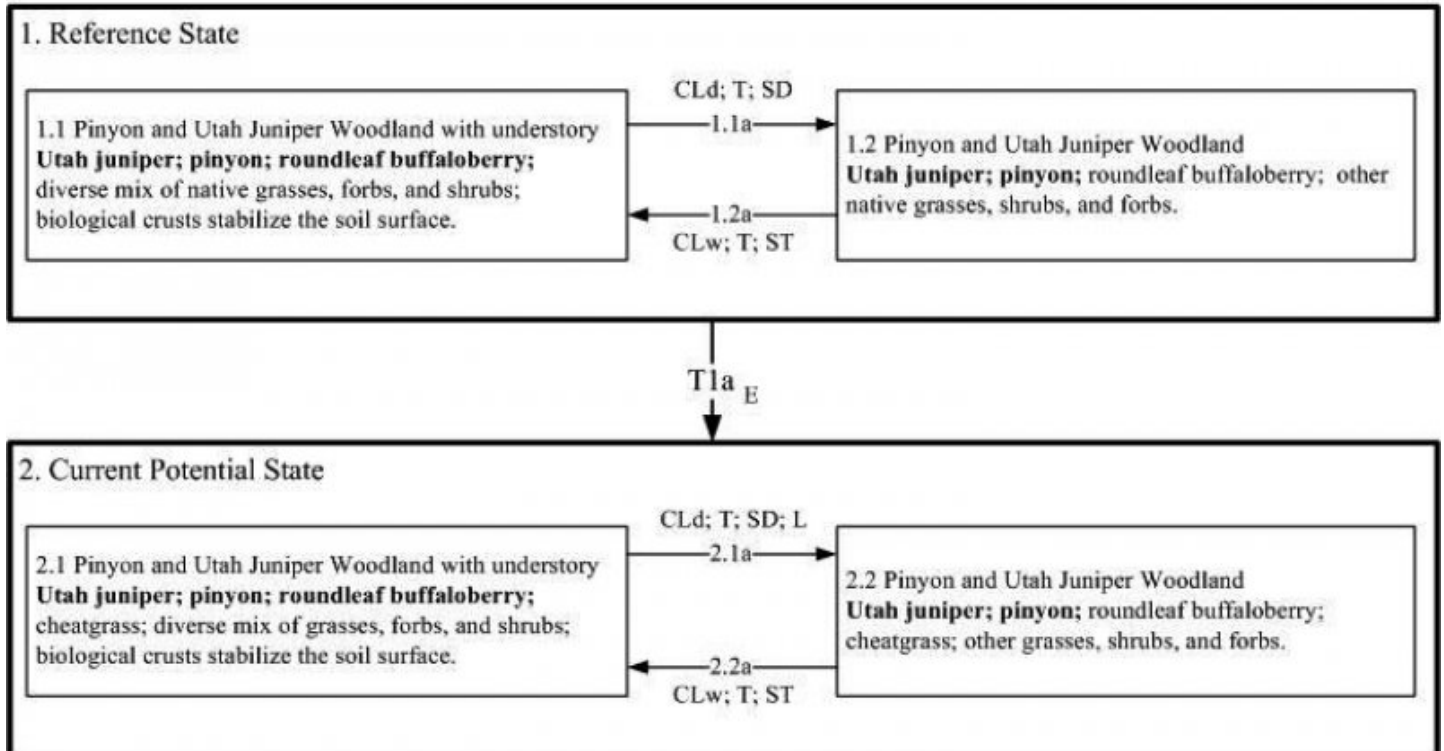 1. Reference State
CLd; T; SD
1.1a
1.1 Pinyon and Utah Juniper Woodland with understory
Utah juniper; pinyon; roundleaf buffaloberry;
diverse mix of native grasses, forbs, and shrubs;
biological crusts stabilize the soil surface.
1.2 Pinyon and Utah Juniper Woodland
Utah juniper; pinyon; roundleaf buffaloberry; other
native grasses, shrubs, and forbs.
1.2a
CLw; T; ST
T1a E
2. Current Potential State
CLd; T; SD; L
2.1a
2.1 Pinyon and Utah Juniper Woodland with understory
Utah juniper; pinyon; roundleaf buffaloberry;
cheatgrass; diverse mix of grasses, forbs, and shrubs;
biological crusts stabilize the soil surface.
2.2 Pinyon and Utah Juniper Woodland
Utah juniper; pinyon; roundleaf buffaloberry;
cheatgrass; other grasses, shrubs, and forbs.
2.2a
CLw; T; ST